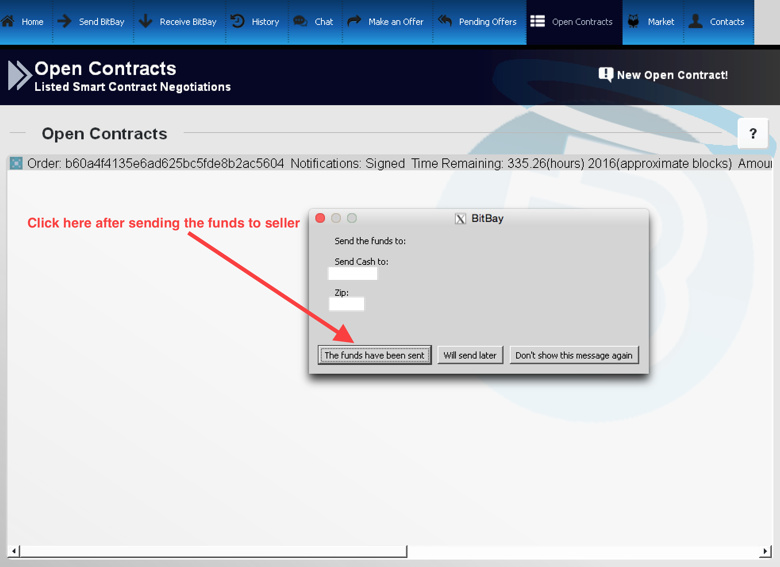 Home Send BitBay Receive BitBay History Chat Make an Offer Pending Offers Open Contracts Market Contacts
Open Contracts
Listed Smart Contract Negotiations
New Open Contract!
Open Contracts
?
Order: b60a4f4135e6ad625bc5fde8b2ac5604 Notifications: Signed Time Remaining: 335.26(hours) 2016(approximate blocks) Amou
Click here after sending the funds to seller
BitBay
Send the funds to:
Send Cash to:
Zip:
The funds have been sent Will send later Don't show this message again